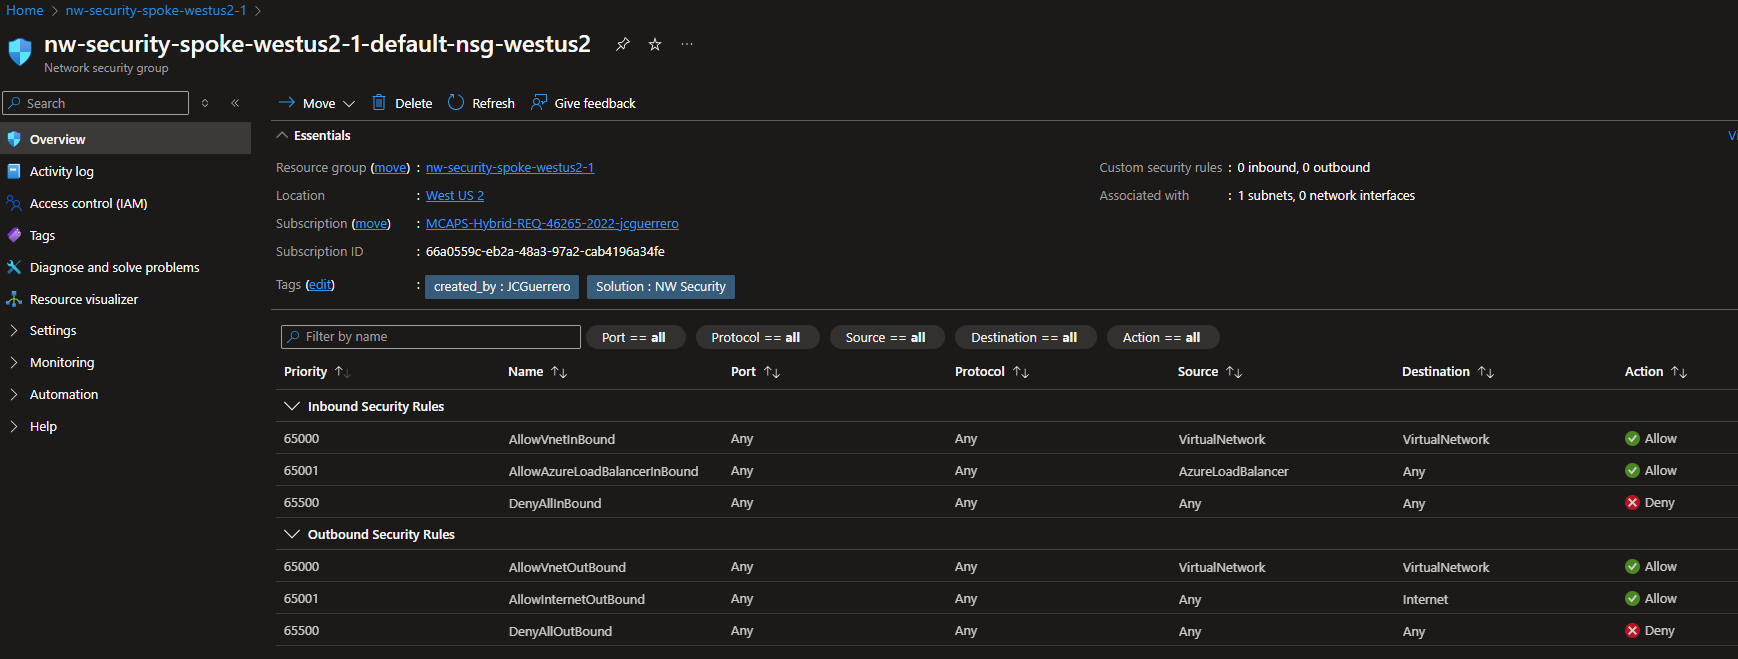 Home > nw-security-spoke-westus2-1 >
nw-security-spoke-westus2-1-default-nsg-westus2
Network security group
Search
Overview
Activity log
Access control (IAM)
Tags
Diagnose and solve problems
Resource visualizer
Settings
Monitoring
Automation
Help
Move Delete Refresh Give feedback
Essentials
Resource group (move) : nw-security-spoke-westus2-1
Location : West US 2
Subscription (move) : MCAPS-Hybrid-REQ-46265-2022-jcguerrero
Subscription ID : 66a0559c-eb2a-48a3-97a2-cab4196a34fe
Tags (edit) : created_by : JCGuerrero Solution : NW Security
Custom security rules : 0 inbound, 0 outbound
Associated with : 1 subnets, 0 network interfaces
Filter by name Port == all Protocol == all Source == all Destination == all Action == all
Priority Name Port Protocol Source Destination Action
Inbound Security Rules
65000 AllowVnetInBound Any Any VirtualNetwork VirtualNetwork Allow
65001 AllowAzureLoadBalancerInBound Any Any AzureLoadBalancer Any Allow
65500 DenyAllInBound Any Any Any Any Deny
Outbound Security Rules
65000 AllowVnetOutBound Any Any VirtualNetwork VirtualNetwork Allow
65001 AllowInternetOutBound Any Any Any Internet Allow
65500 DenyAllOutBound Any Any Any Any Deny